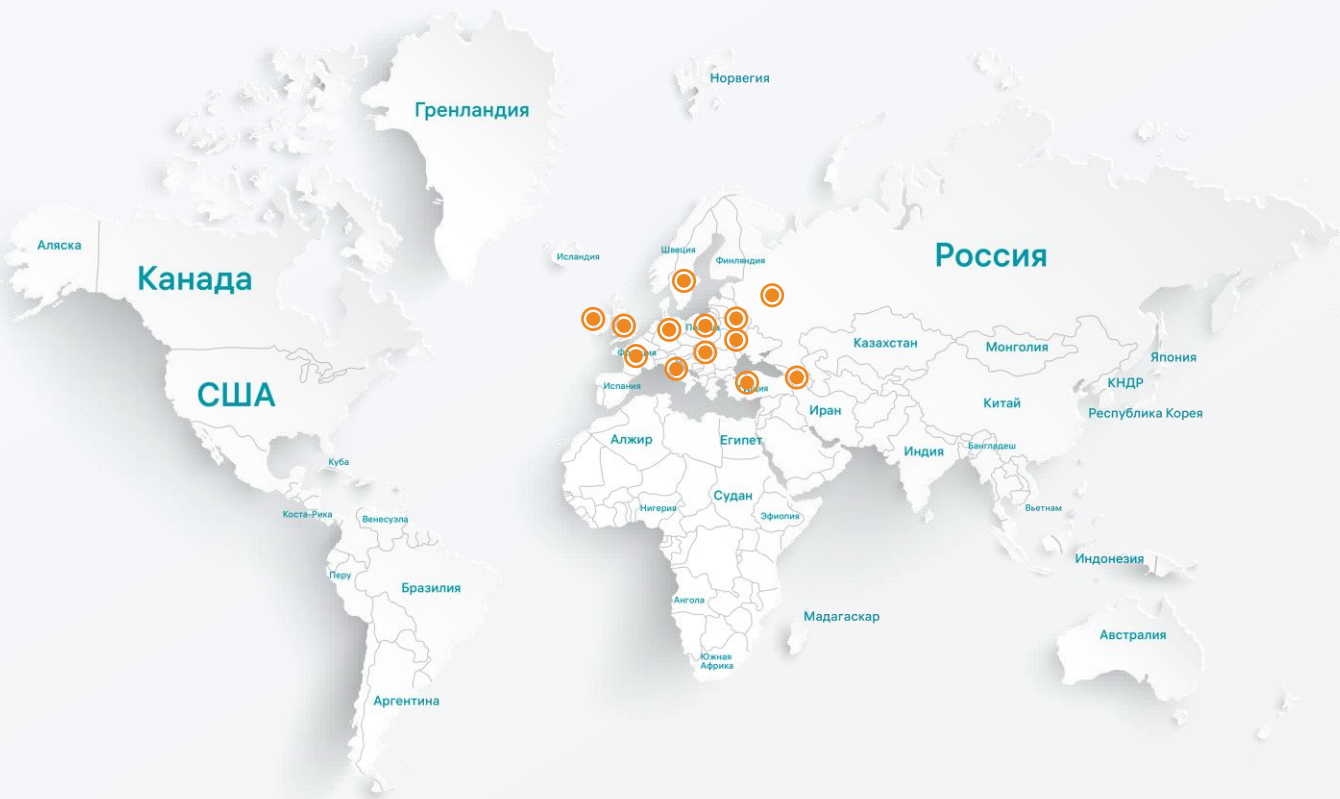 Норвегия
Гренландия
Аляска
Канада
Исландия
Швеция
Финляндия
Россия
США
Испания
Казахстан
Монголия
Япония
КНДР
Китай
Республика Корея
Иран
Алжир
Египет
Индия
Бангладеш
Куба
Коста-Рика
Венесуэла
Нигерия
Судан
Эфиопия
Вьетнам
Индонезия
Перу
Бразилия
Ангола
Мадагаскар
Южная
Африка
Австралия
Аргентина